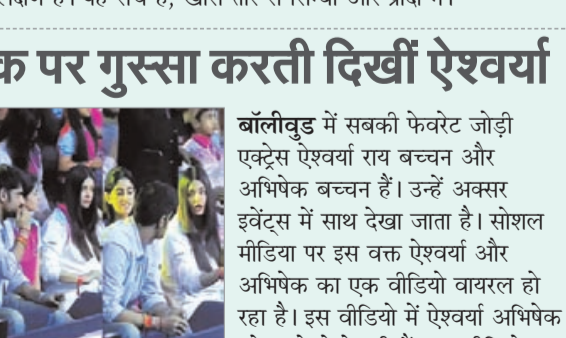 क पर गुस्सा करती दिखीं ऐश्वर्या
बॉलीवुड में सबकी फेवरेट जोड़ी
एक्ट्रेस ऐश्वर्या राय बच्चन और
अभिषेक बच्चन हैं। उन्हें अक्सर
इवेंट्स में साथ देखा जाता है। सोशल
मीडिया पर इस वक्त ऐश्वर्या और
अभिषेक का एक वीडियो वायरल हो
रहा है। इस वीडियो में ऐश्वर्या अभिषेक